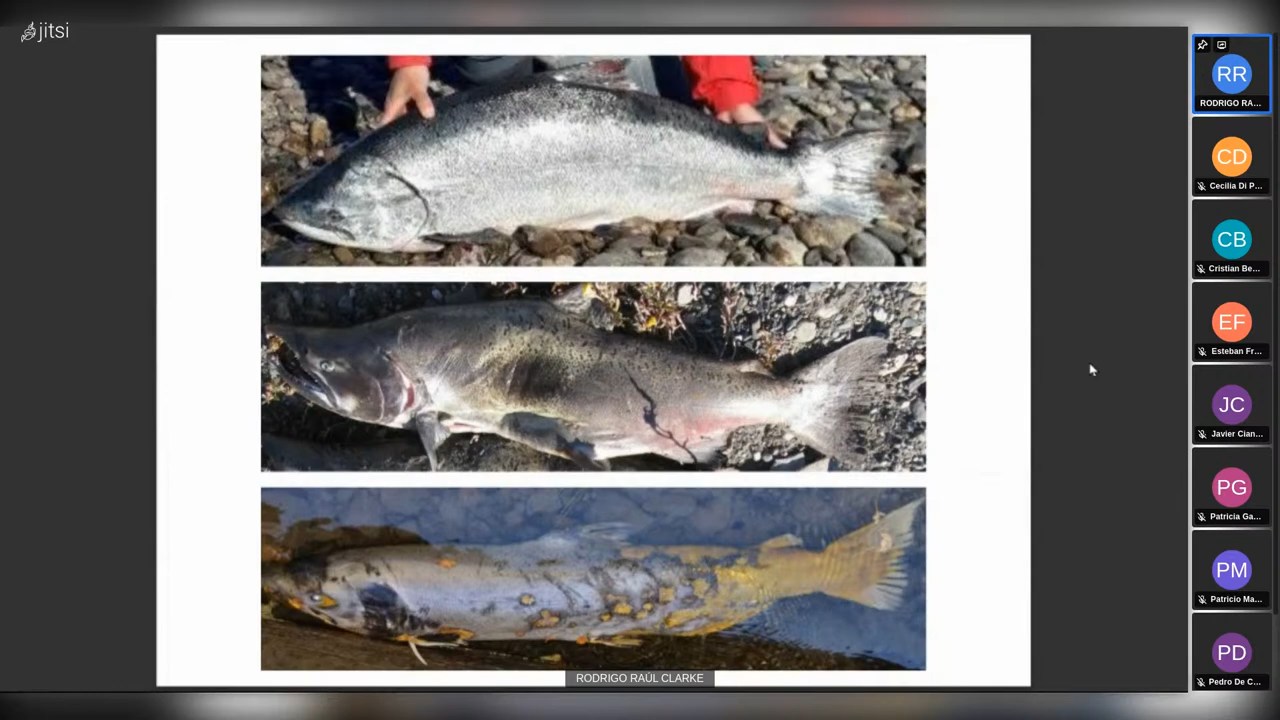 jitsi
RR
RODRIGO RA...
CD
Cecilia Di P...
CB
Cristian Be...
EF
Esteban Fr...
JC
Javier Cian...
PG
Patricia Ga...
PM
Patricio Ma...
PD
Pedro De C...
RODRIGO RAÚL CLARKE